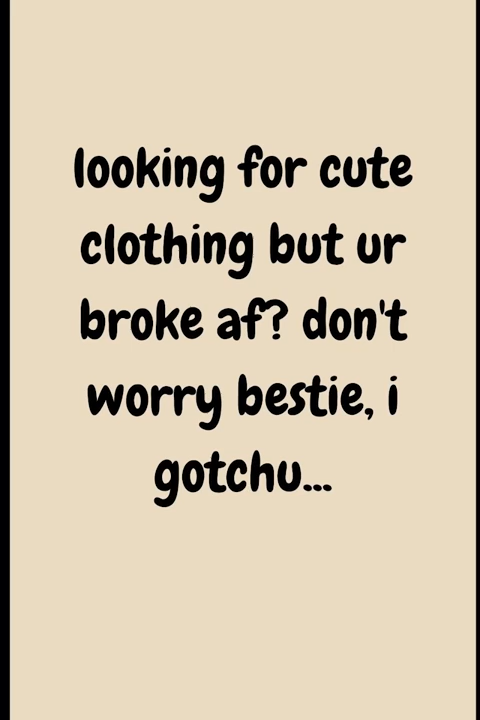 looking for cute
clothing but ur
broke af? don't
worry bestie, i
gotchu...